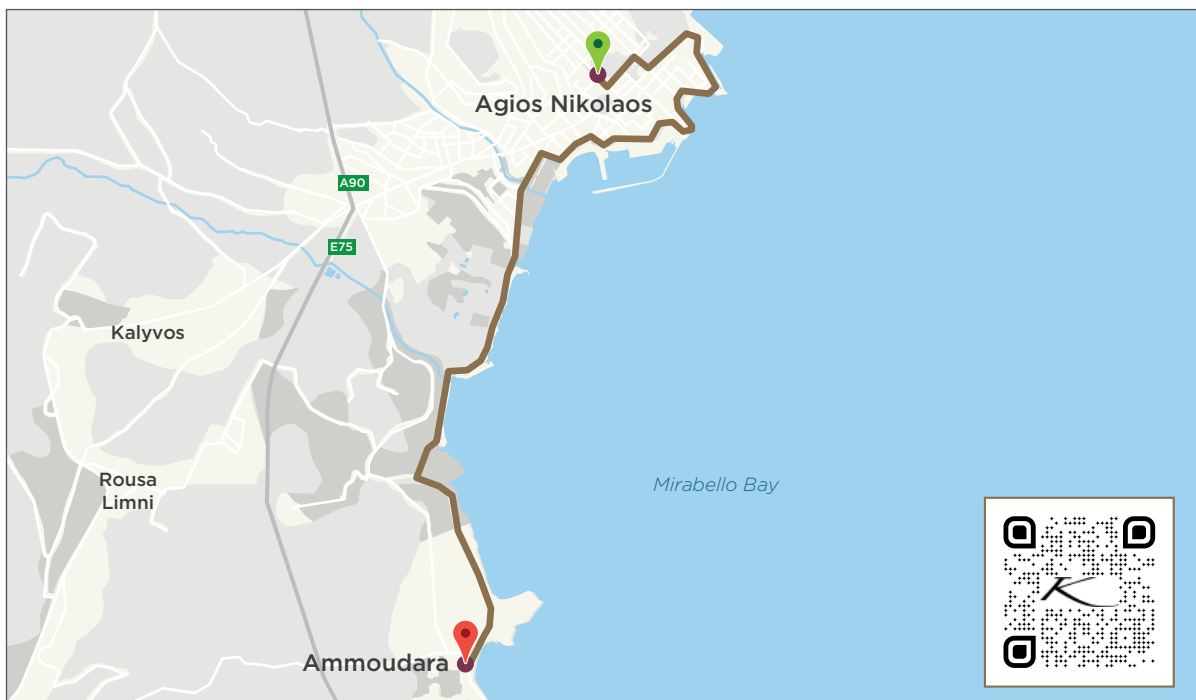 Agios Nikolaos
A90
E75
Kalyvos
Rousa
Limni
Mirabello Bay
K
Ammoudara